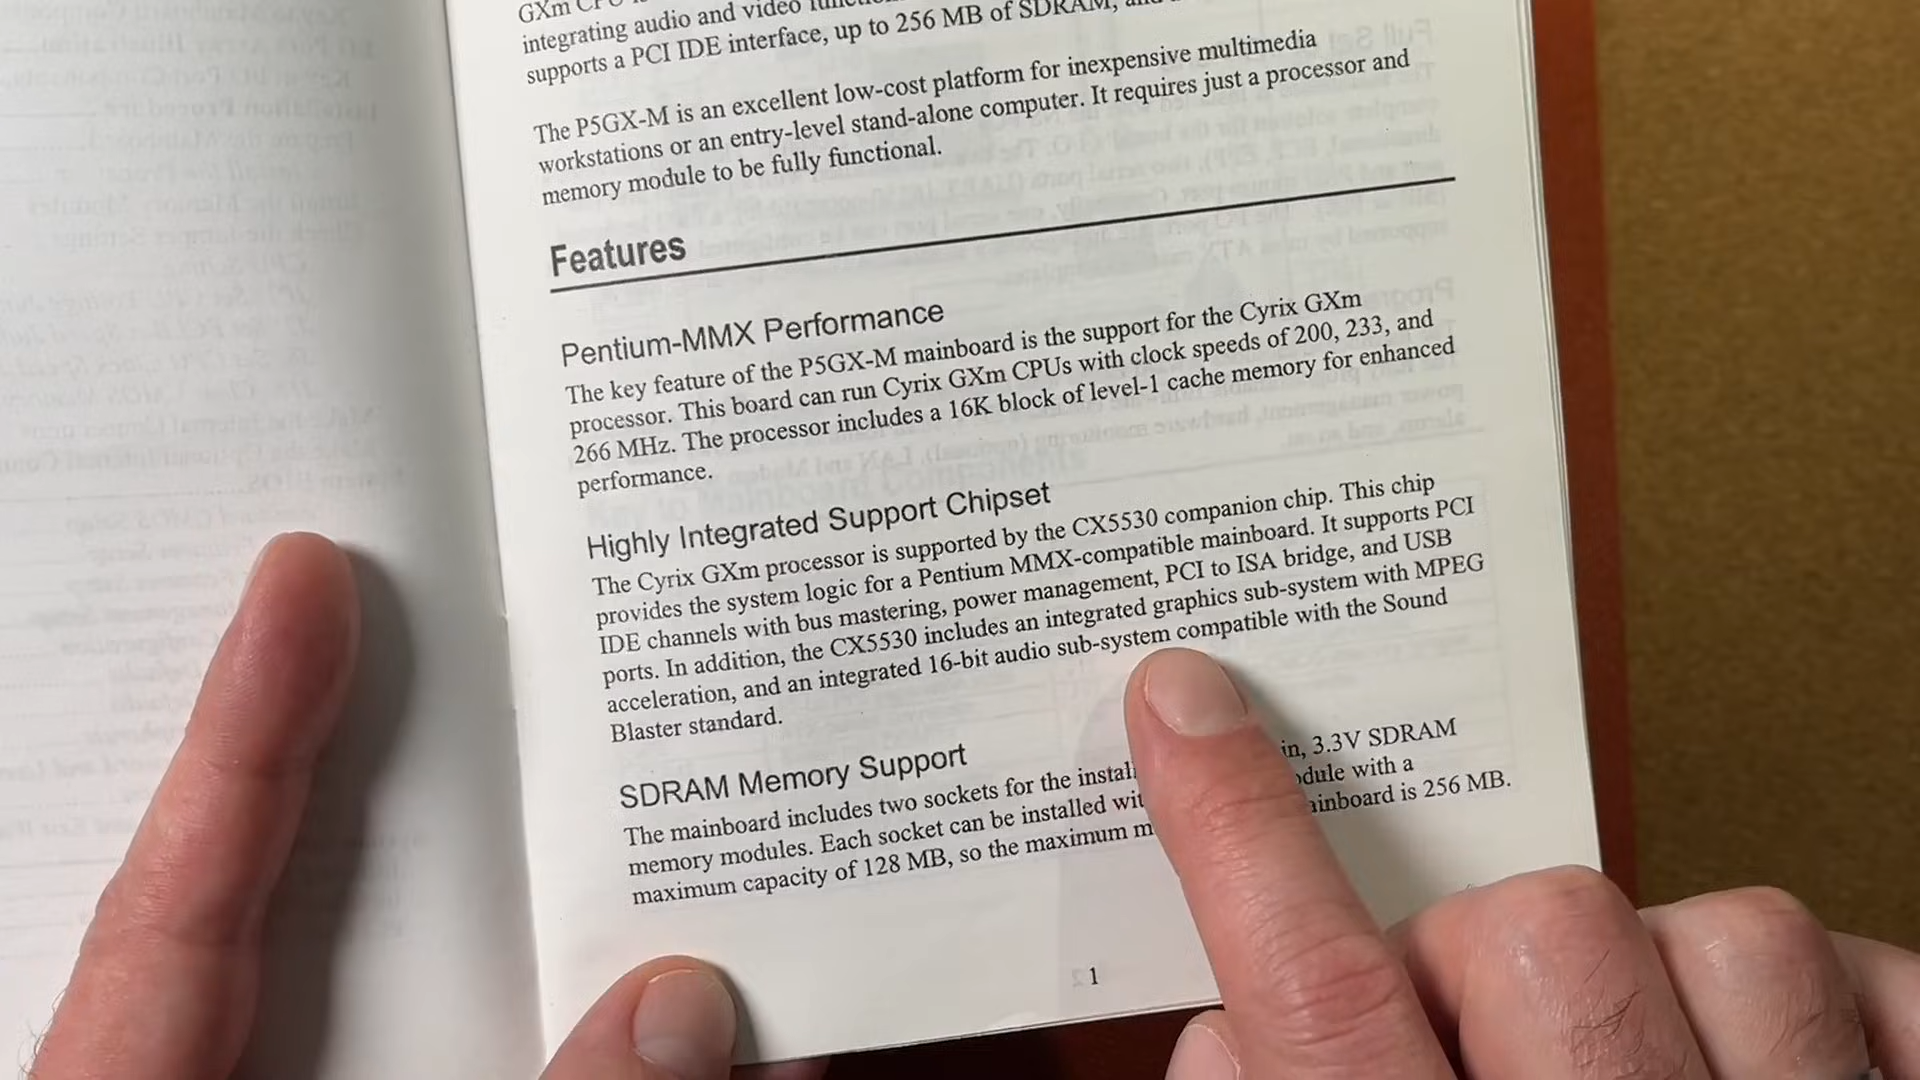 GXm CPU
integrating audio and video
supports a PCI IDE interface, up to 256 MB of SDRAM,
The P5GX-M is an excellent low-cost platform for inexpensive multimedia
workstations or an entry-level stand-alone computer. It requires just a processor and
memory module to be fully functional.
Features
Pentium-MMX Performance
The key feature of the P5GX-M mainboard is the support for the Cyrix GXm
processor. This board can run Cyrix GXm CPUs with clock speeds of 200, 233, and
266 MHz. The processor includes a 16K block of level-1 cache memory for enhanced
performance.
Highly Integrated Support Chipset
The Cyrix GXm processor is supported by the CX5530 companion chip. This chip
provides the system logic for a Pentium MMX-compatible mainboard. It supports PCI
IDE channels with bus mastering, power management, PCI to ISA bridge, and USB
ports. In addition, the CX5530 includes an integrated graphics sub-system with MPEG
acceleration, and an integrated 16-bit audio sub-system compatible with the Sound
Blaster standard.
SDRAM Memory Support
The mainboard includes two sockets for the in, 3.3V SDRAM
memory modules. Each socket can be installed with a
maximum capacity of 128 MB, so the maximum mainboard is 256 MB.
1